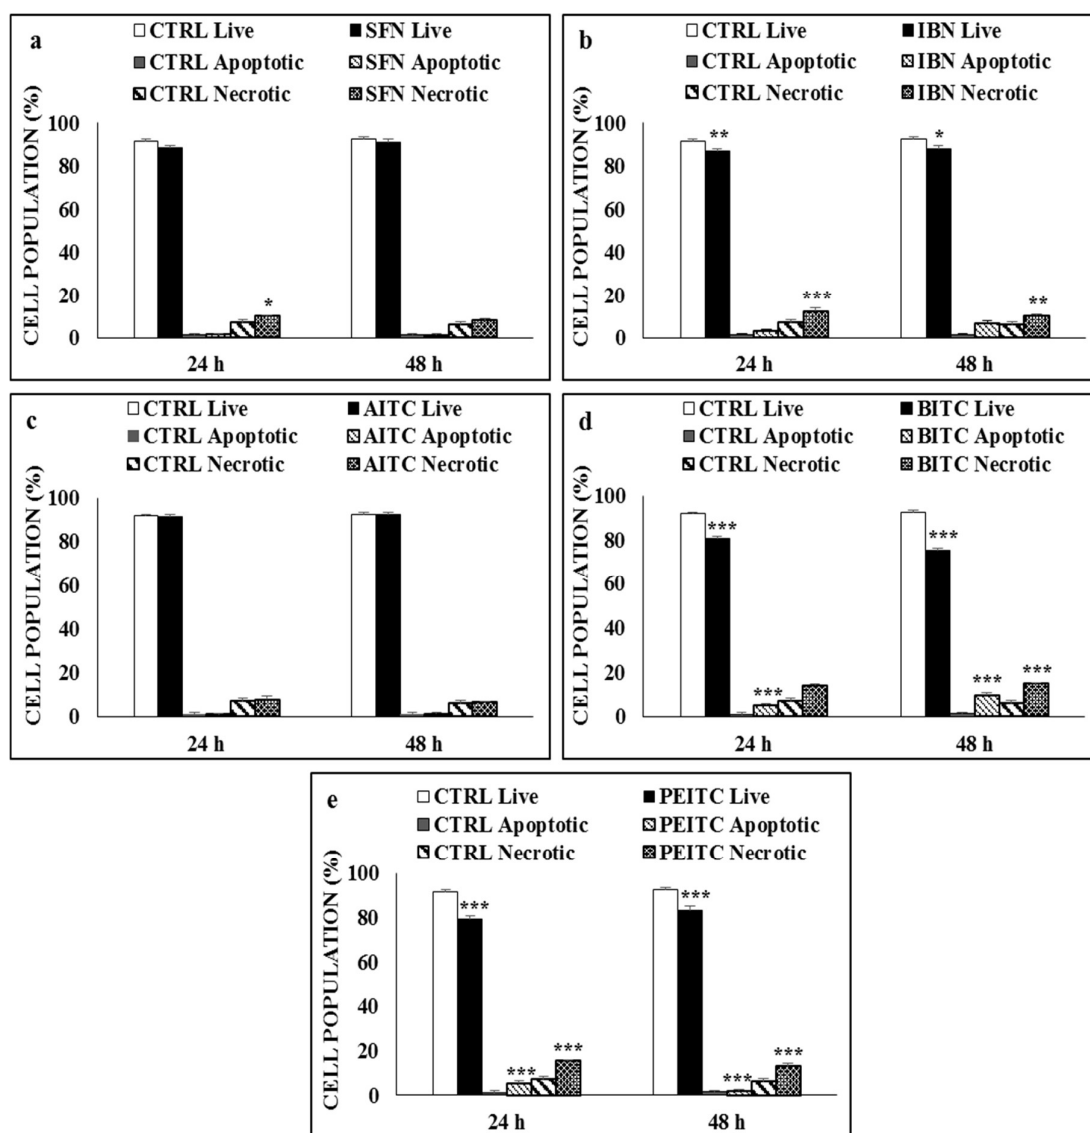 a
CTRL Live SFN Live
CTRL Apoptotic SFN Apoptotic
CTRL Necrotic SFN Necrotic
CELL POPULATION (%)
100
80
60
40
20
0
*
24 h 48 h
b
CTRL Live IBN Live
CTRL Apoptotic IBN Apoptotic
CTRL Necrotic IBN Necrotic
CELL POPULATION (%)
100
80
60
40
20
0
** *
*** **
24 h 48 h
c
CTRL Live AITC Live
CTRL Apoptotic AITC Apoptotic
CTRL Necrotic AITC Necrotic
CELL POPULATION (%)
100
80
60
40
20
0
24 h 48 h
d
CTRL Live BITC Live
CTRL Apoptotic BITC Apoptotic
CTRL Necrotic BITC Necrotic
CELL POPULATION (%)
100
80
60
40
20
0
*** ***
*** *** ***
24 h 48 h
e
CTRL Live PEITC Live
CTRL Apoptotic PEITC Apoptotic
CTRL Necrotic PEITC Necrotic
CELL POPULATION (%)
100
80
60
40
20
0
*** ***
*** *** *** ***
24 h 48 h